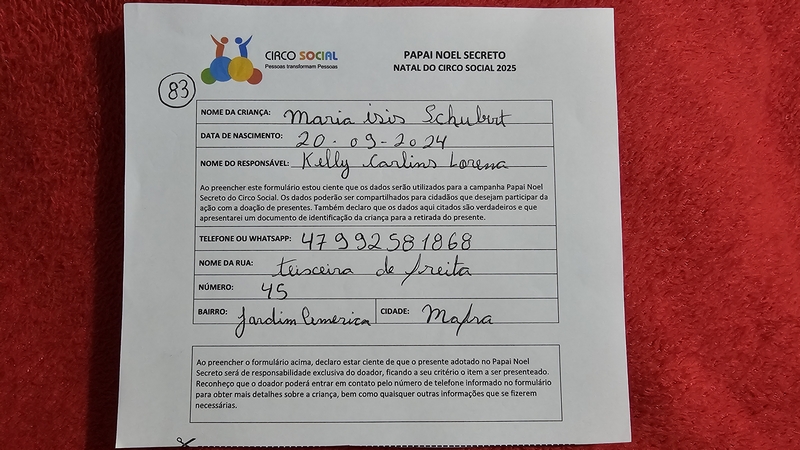 CIRCO SOCIAL
Pessoas transformam Pessoas
PAPAI NOEL SECRETO
NATAL DO CIRCO SOCIAL 2025
83
NOME DA CRIANÇA: Maria isis Schubert
DATA DE NASCIMENTO: 20-09-2024
NOME DO RESPONSÁVEL: Kelly Carlins Lorena
Ao preencher este formulário estou ciente que os dados serão utilizados para a campanha Papai Noel
Secreto do Circo Social. Os dados poderão ser compartilhados para cidadãos que desejam participar da
ação com a doação de presentes. Também declaro que os dados aqui citados são verdadeiros e que
apresentarei um documento de identificação da criança para a retirada do presente.
TELEFONE OU WHATSAPP: 47992581868
NOME DA RUA: teisceira de freita
NÚMERO: 45
BAIRRO: Jardim America CIDADE: Mafra
Ao preencher o formulário acima, declaro estar ciente de que o presente adotado no Papai Noel
Secreto será de responsabilidade exclusiva do doador, ficando a seu critério o item a ser presenteado.
Reconheço que o doador poderá entrar em contato pelo número de telefone informado no formulário
para obter mais detalhes sobre a criança, bem como quaisquer outras informações que se fizerem
necessárias.